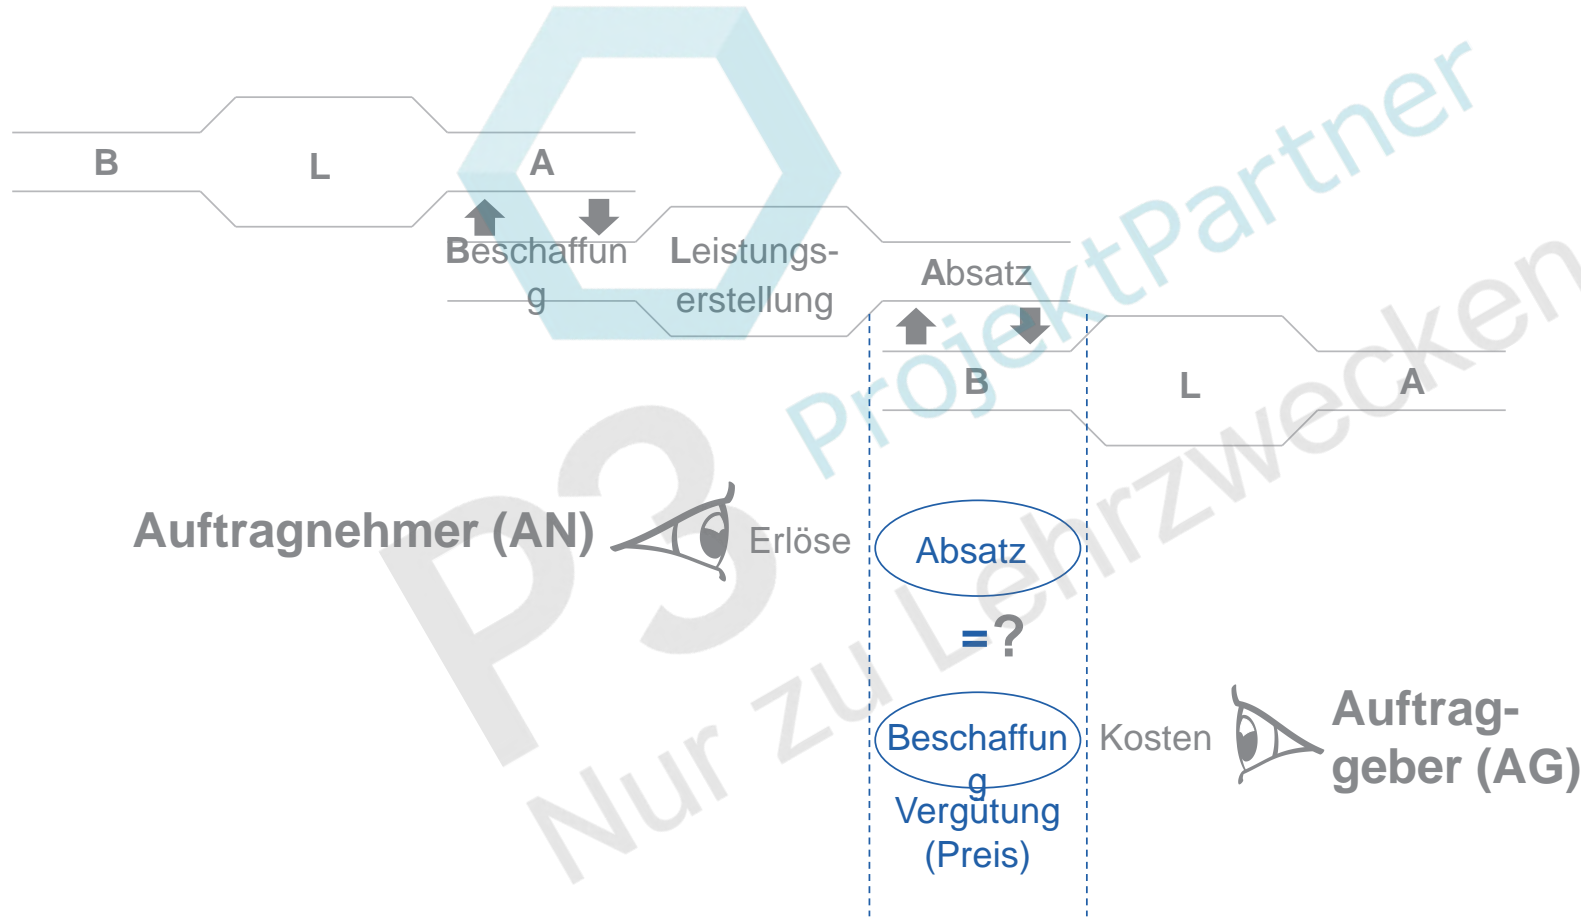 B
L
A
Beschaffun
g
Leistungs-
erstellung
Absatz
B
L
A
Auftragnehmer (AN)
Erlöse
Absatz
=?
Beschaffun
g
Kosten
Auftrag-
geber (AG)
Vergütung
(Preis)
P3
ProjektPartner
Nur zu Lehrzwecken